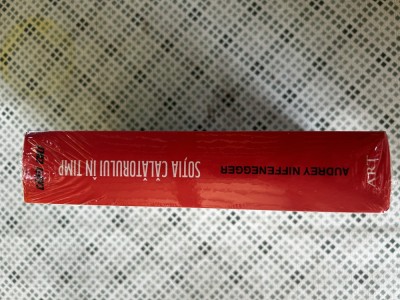 AUDREY NIFFENEGGER
SOȚIA CĂLĂTORULUI ÎN TIMP
ART